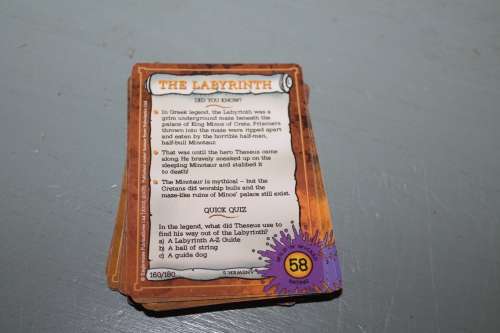 THE LABYRINTH
DID YOU KNOW?
In Greek legend, the Labyrinth was a
grim underground maze beneath the
palace of King Minos of Crete. Prisoners
thrown into the maze were ripped apart
and eaten by the horrible half-man,
half-bull Minotaur.
That was until the hero Theseus came
along. He bravely sneaked up on the
sleeping Minotaur and stabbed it
to death!
The Minotaur is mythical – but the
Cretans did worship bulls and the
maze-like ruins of Minos' palace still exist.
QUICK QUIZ
In the legend, what did Theseus use to
find his way out of the Labyrinth?
a) A Labyrinth A-Z Guide
b) A ball of string
c) A guide dog
160/180
58